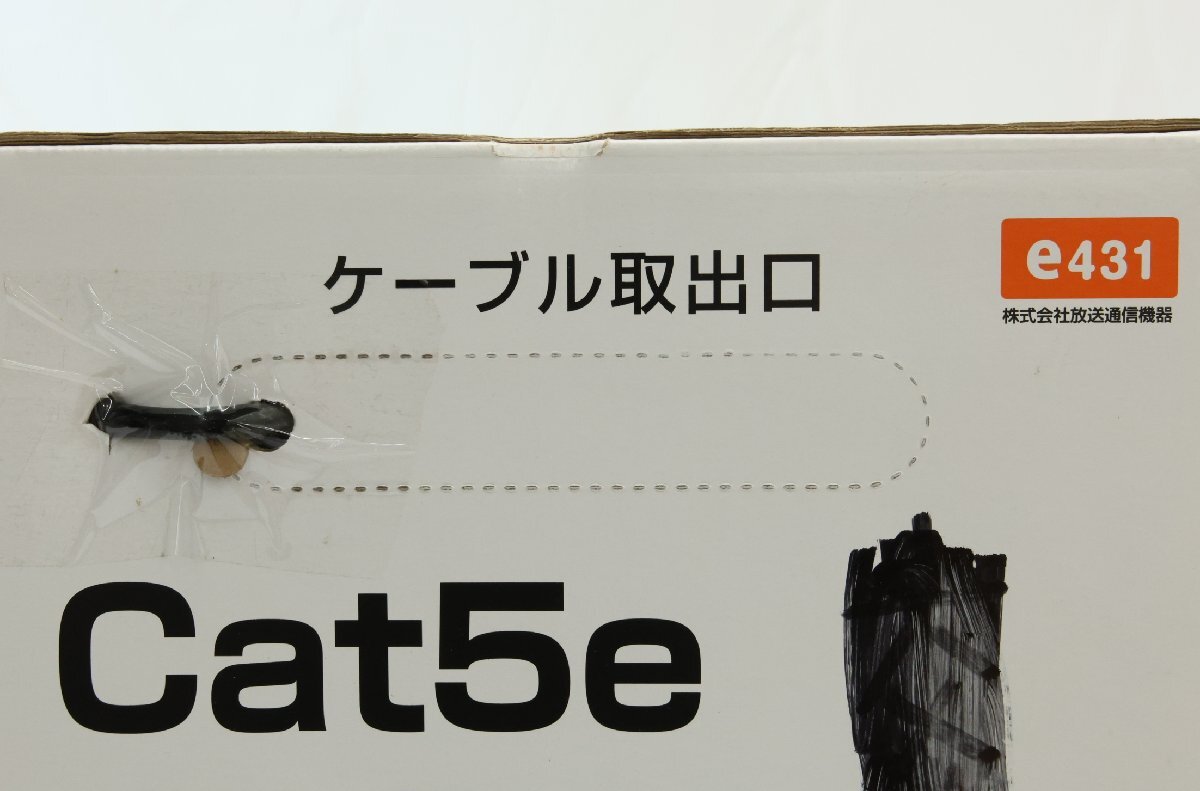 ケーブル取出口
e431
株式会社放送通信機器
Cat5e